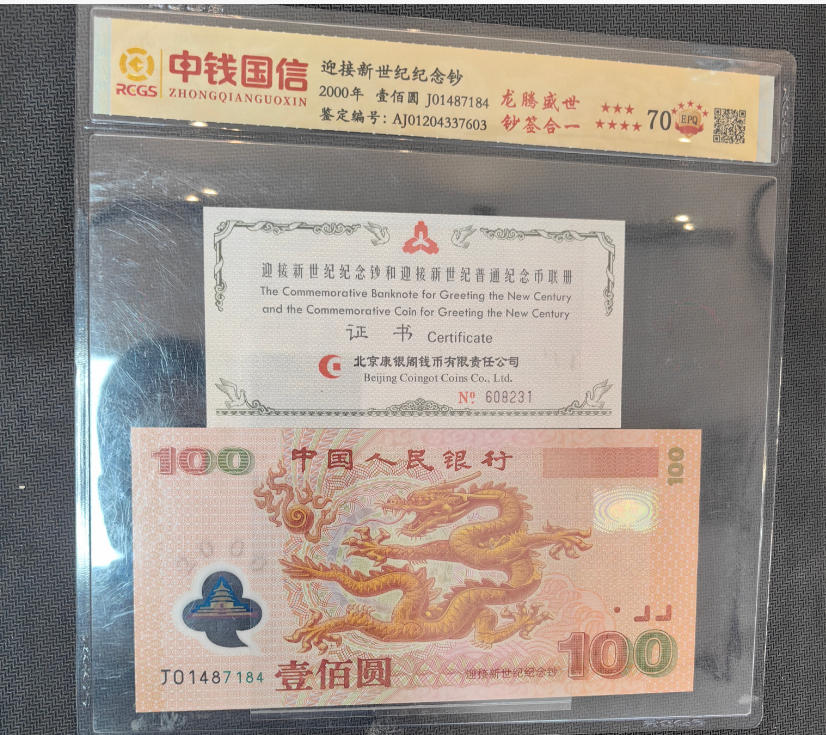 中钱国信
RCGS
ZHONGQIANGUOXIN
迎接新世纪纪念钞
2000年 壹佰圆 J01487184
鉴定编号: AJ01204337603
龙腾盛世
钞签合一
★★★
★★★★
70
EPQ
迎接新世纪纪念钞和迎接新世纪普通纪念币联册
The Commemorative Banknote for Greeting the New Century
and the Commemorative Coin for Greeting the New Century
证 书 Certificate
北京康银阁钱币有限责任公司
Beijing Coingot Coins Co., Ltd.
Nº 608231
100
中国人民银行
100
2000
J01487184
壹佰圆
迎接新世纪纪念钞
100
RCGS